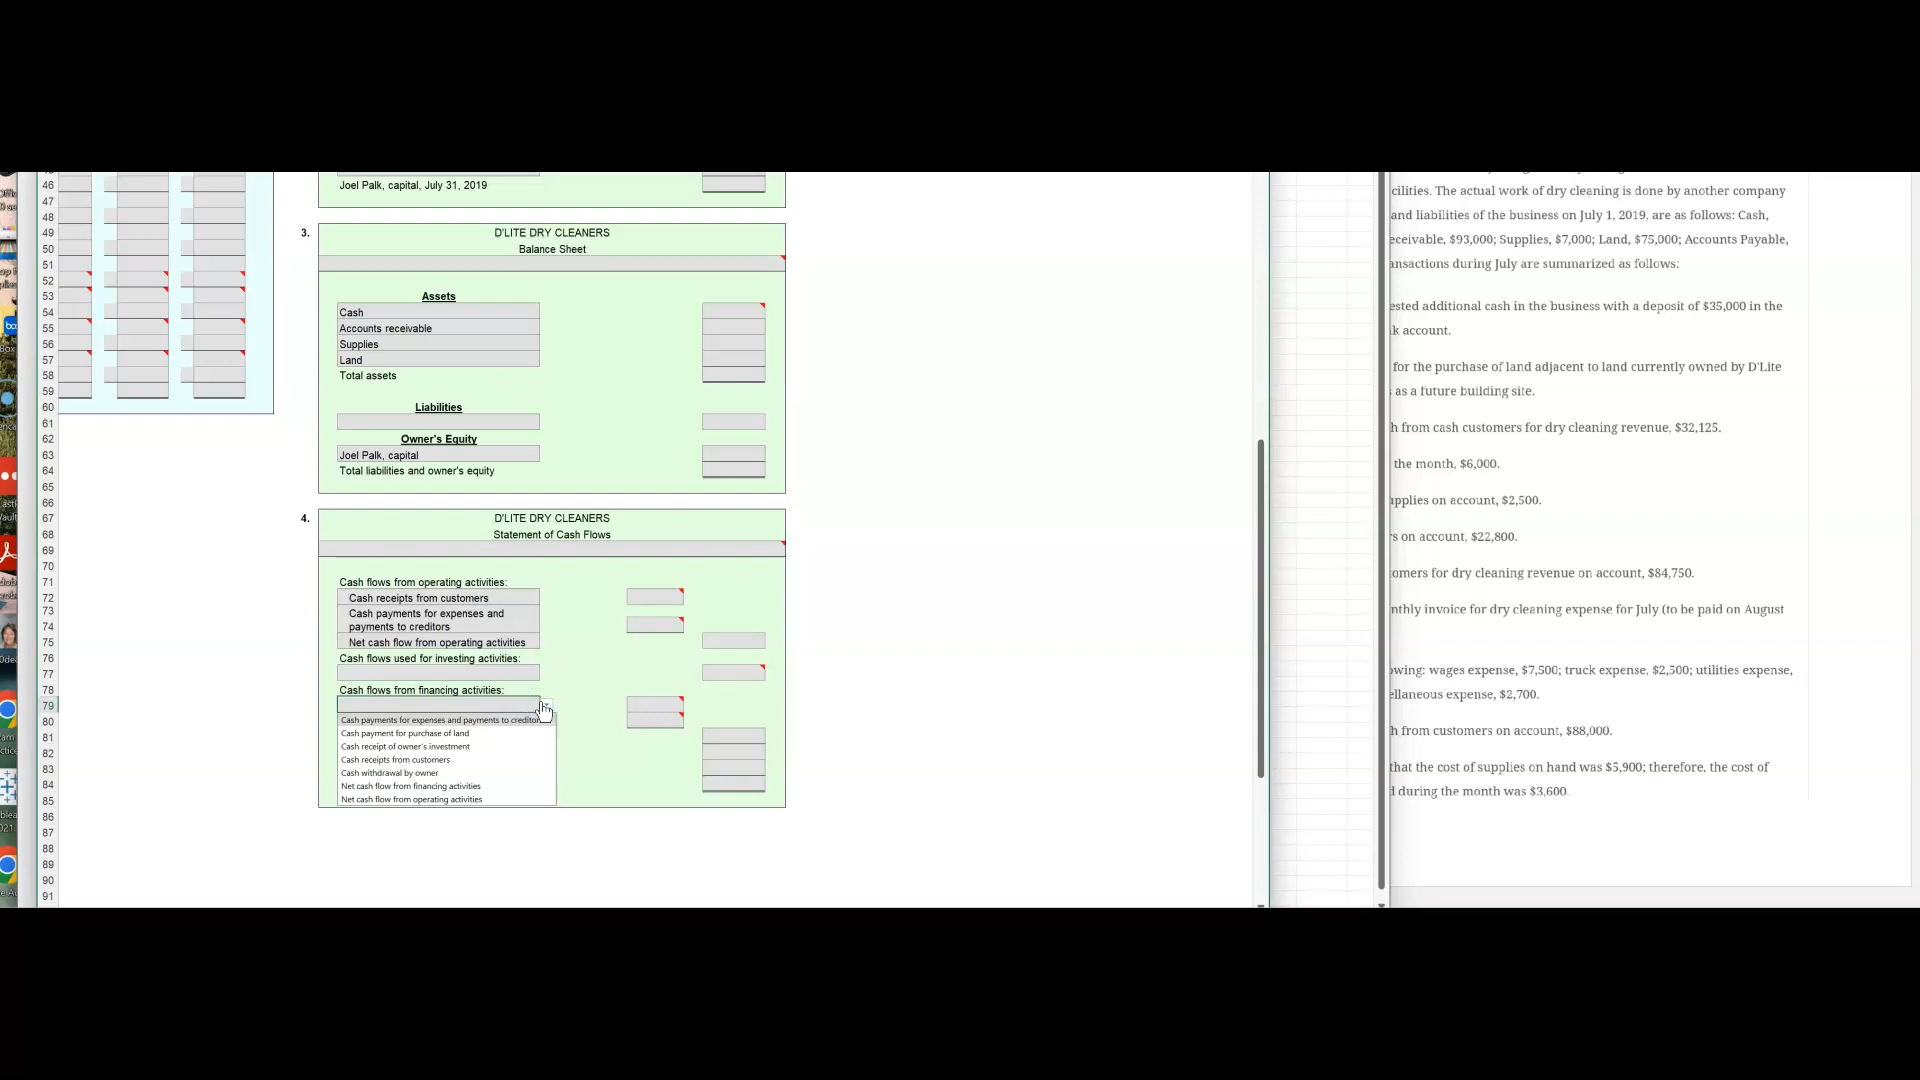 46
47
48
49
50
51
52
53
54
55
56
57
58
59
60
61
62
63
64
65
66
67
68
69
70
71
72
73
74
75
76
77
78
79
80
81
82
83
84
85
86
87
88
89
90
91
Joel Palk, capital, July 31, 2019
3.
D'LITE DRY CLEANERS
Balance Sheet
Assets
Cash
Accounts receivable
Supplies
Land
Total assets
Liabilities
Owner's Equity
Joel Palk, capital
Total liabilities and owner's equity
4.
D'LITE DRY CLEANERS
Statement of Cash Flows
Cash flows from operating activities:
Cash receipts from customers
Cash payments for expenses and
payments to creditors
Net cash flow from operating activities
Cash flows used for investing activities:
Cash flows from financing activities:
Cash payments for expenses and payments to creditor
Cash payment for purchase of land
Cash receipt of owner's investment
Cash receipts from customers
Cash withdrawal by owner
Net cash flow from financing activities
Net cash flow from operating activities
cilities. The actual work of dry cleaning is done by another company
and liabilities of the business on July 1, 2019, are as follows: Cash,
eceivable, $93,000; Supplies, $7,000; Land, $75,000; Accounts Payable,
ansactions during July are summarized as follows:
ested additional cash in the business with a deposit of $35,000 in the
k account.
for the purchase of land adjacent to land currently owned by D'Lite
s as a future building site.
h from cash customers for dry cleaning revenue, $32,125.
the month, $6,000.
upplies on account, $2,500.
rs on account, $22,800.
omers for dry cleaning revenue on account, $84,750.
nthly invoice for dry cleaning expense for July (to be paid on August
owing: wages expense, $7,500; truck expense, $2,500; utilities expense,
ellaneous expense, $2,700.
h from customers on account, $88,000.
that the cost of supplies on hand was $5,900; therefore, the cost of
d during the month was $3,600.